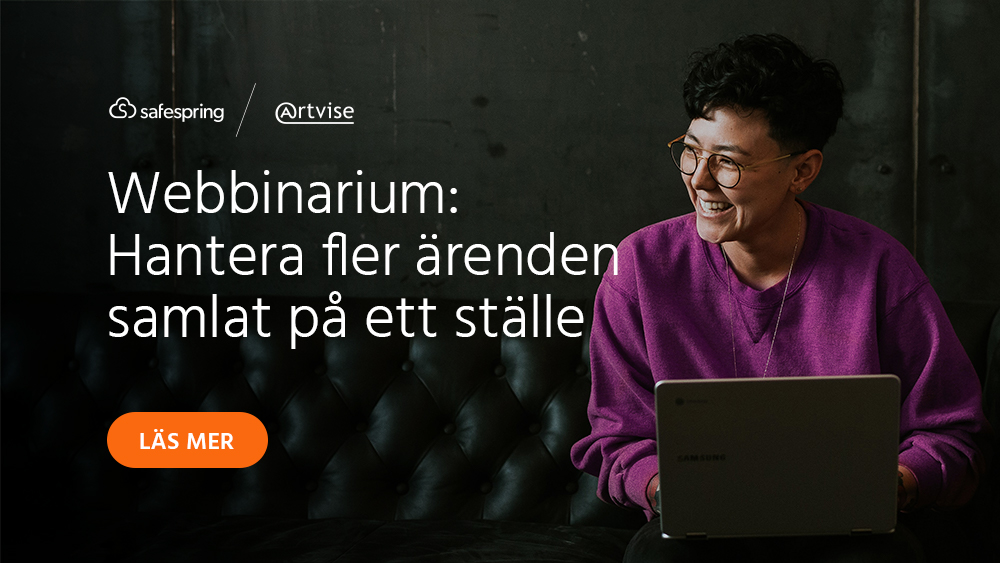 safespring
Artvise
Webbinarium:
Hantera fler ärenden
samlat på ett ställe
LÄS MER
SAMSUNG